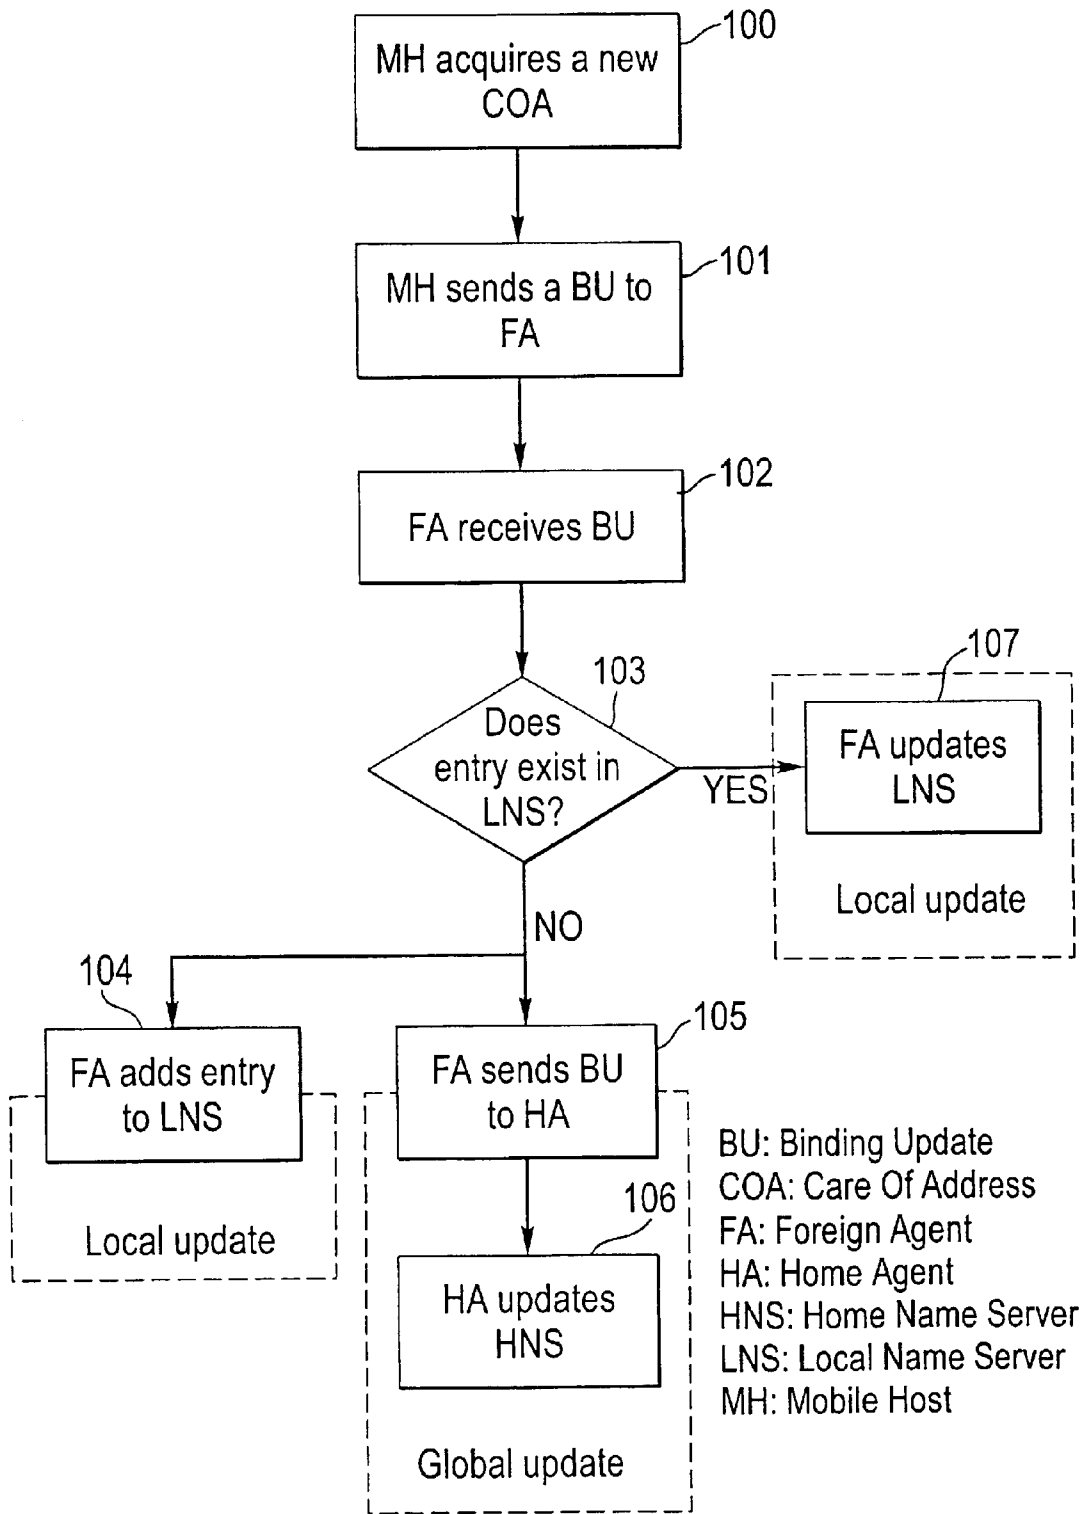 100
MH acquires a new
COA
101
MH sends a BU to
FA
102
FA receives BU
103
Does
entry exist in
LNS?
YES
107
FA updates
LNS
Local update
NO
104
FA adds entry
to LNS
Local update
105
FA sends BU
to HA
106
HA updates
HNS
Global update
BU: Binding Update
COA: Care Of Address
FA: Foreign Agent
HA: Home Agent
HNS: Home Name Server
LNS: Local Name Server
MH: Mobile Host